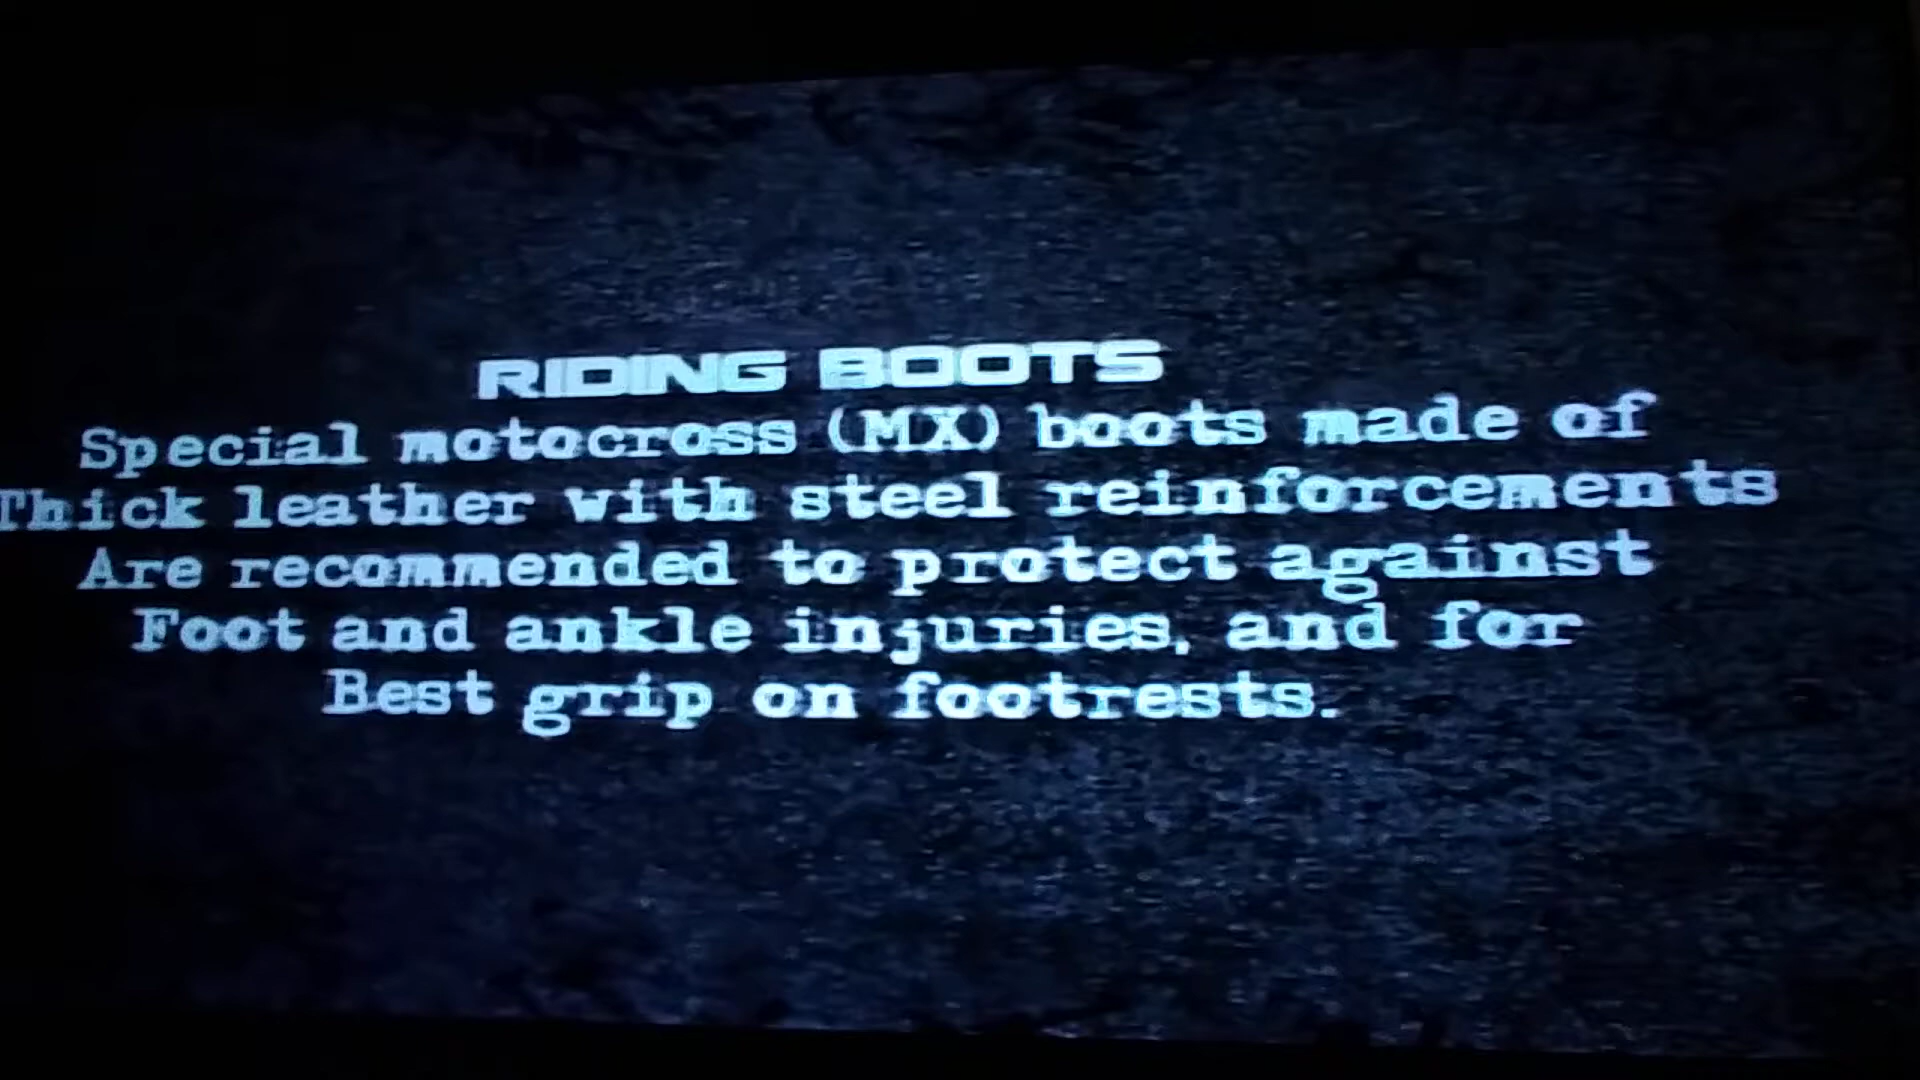 RIDING BOOTS
Special motocross (MX) boots made of
Thick leather with steel reinforcements
Are recommended to protect against
Foot and ankle injuries, and for
Best grip on footrests.